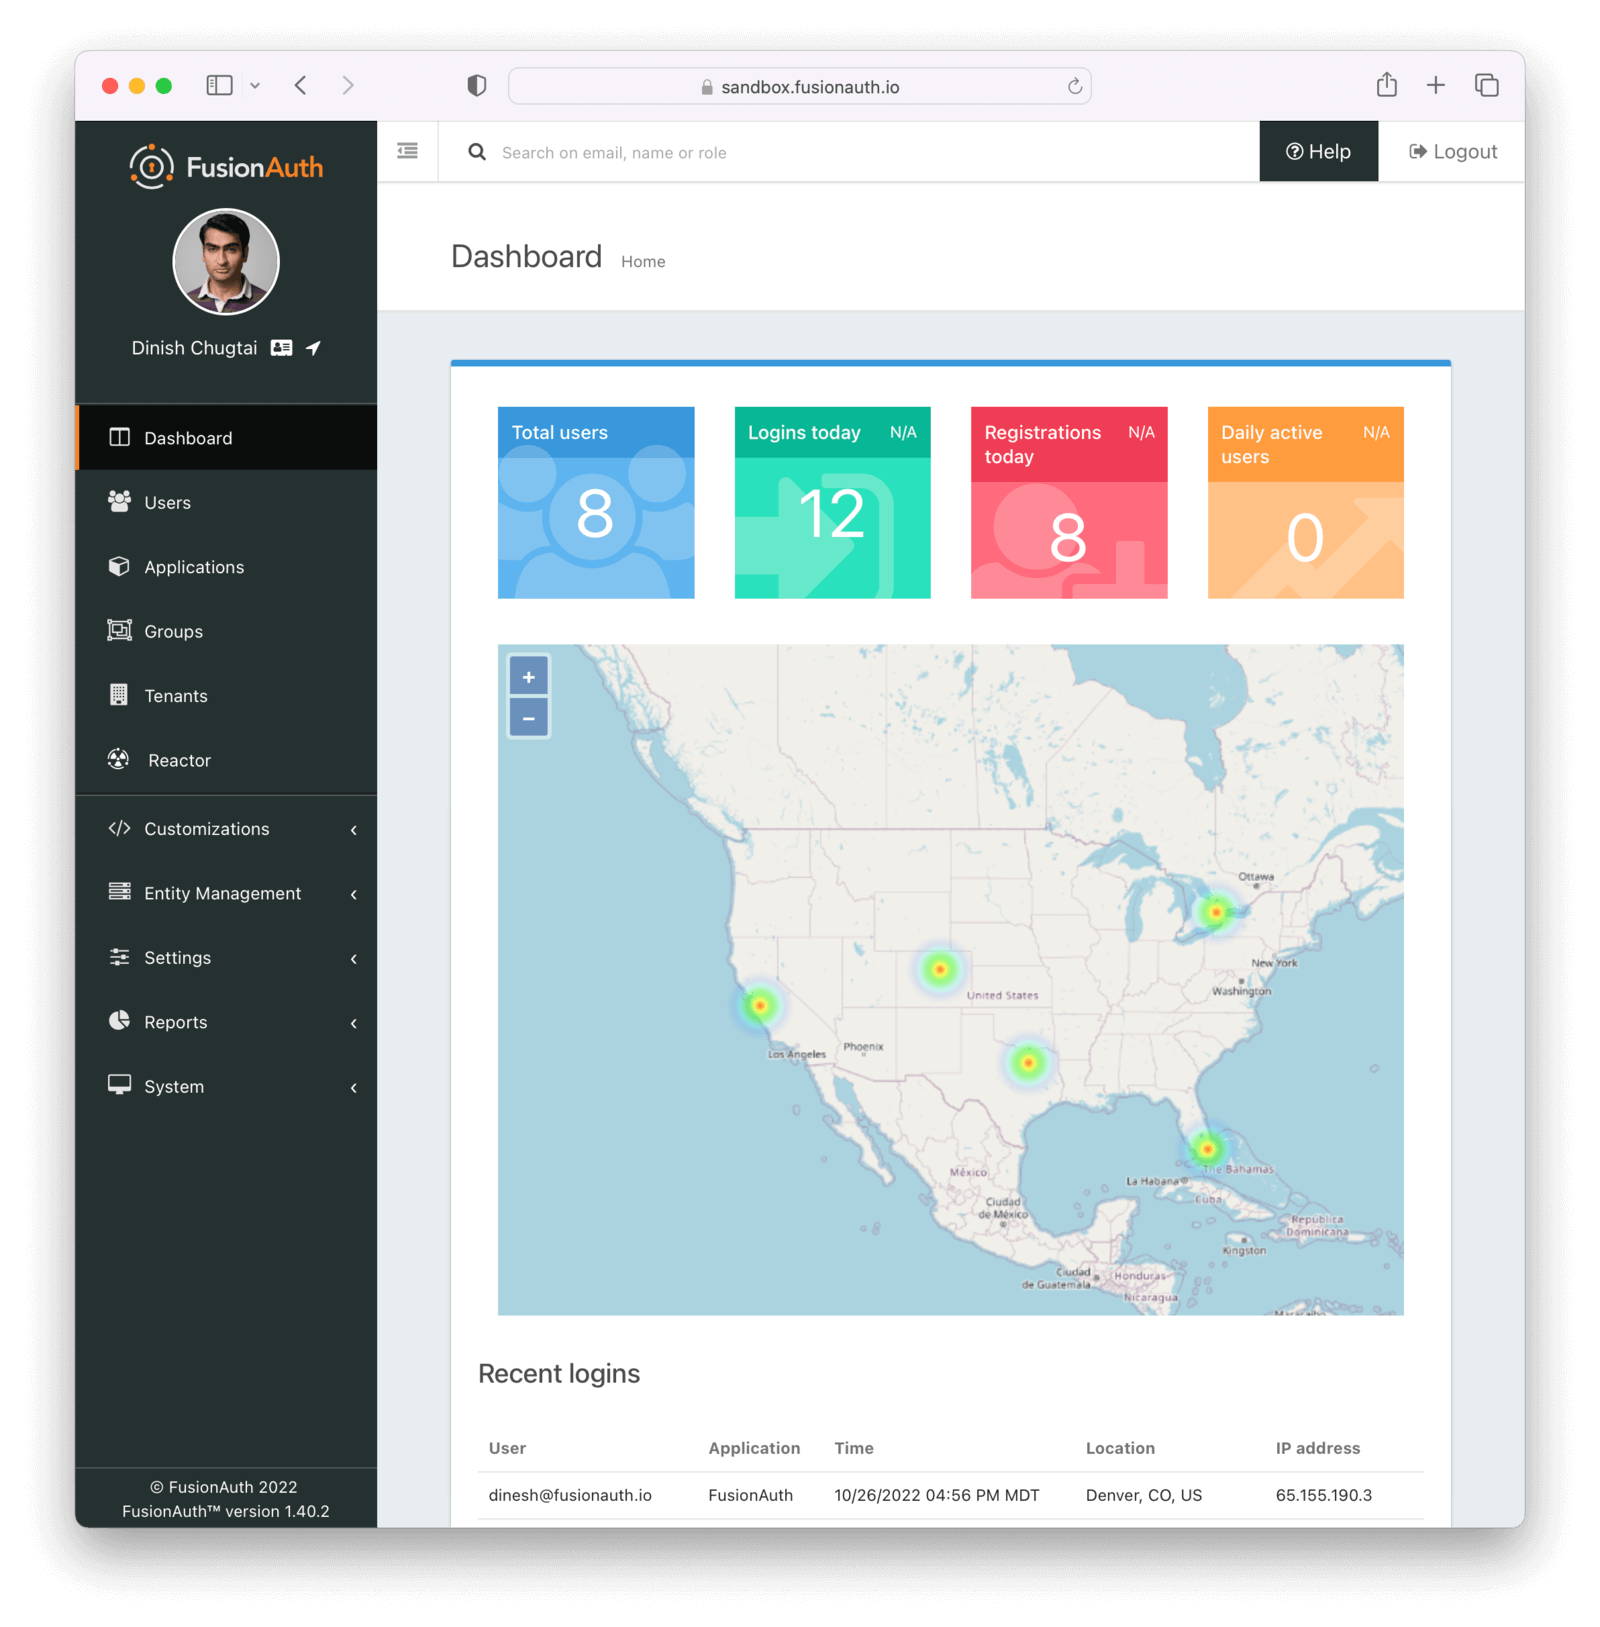 sandbox.fusionauth.io
FusionAuth
Dinish Chugtai
Dashboard
Users
Applications
Groups
Tenants
Reactor
Customizations
Entity Management
Settings
Reports
System
© FusionAuth 2022
FusionAuth™ version 1.40.2
Search on email, name or role
Help
Logout
Dashboard Home
Total users
8
Logins today N/A
12
Registrations today N/A
8
Daily active users N/A
0
+
−
Ottawa
New York
Washington
United States
Phoenix
Los Angeles
The Bahamas
México
La Habana
Cuba
Ciudad
de México
República
Dominicana
Kingston
Ciudad
de Guatemala
Honduras
Nicaragua
Maracaibo
Recent logins
User Application Time Location IP address
dinesh@fusionauth.io FusionAuth 10/26/2022 04:56 PM MDT Denver, CO, US 65.155.190.3